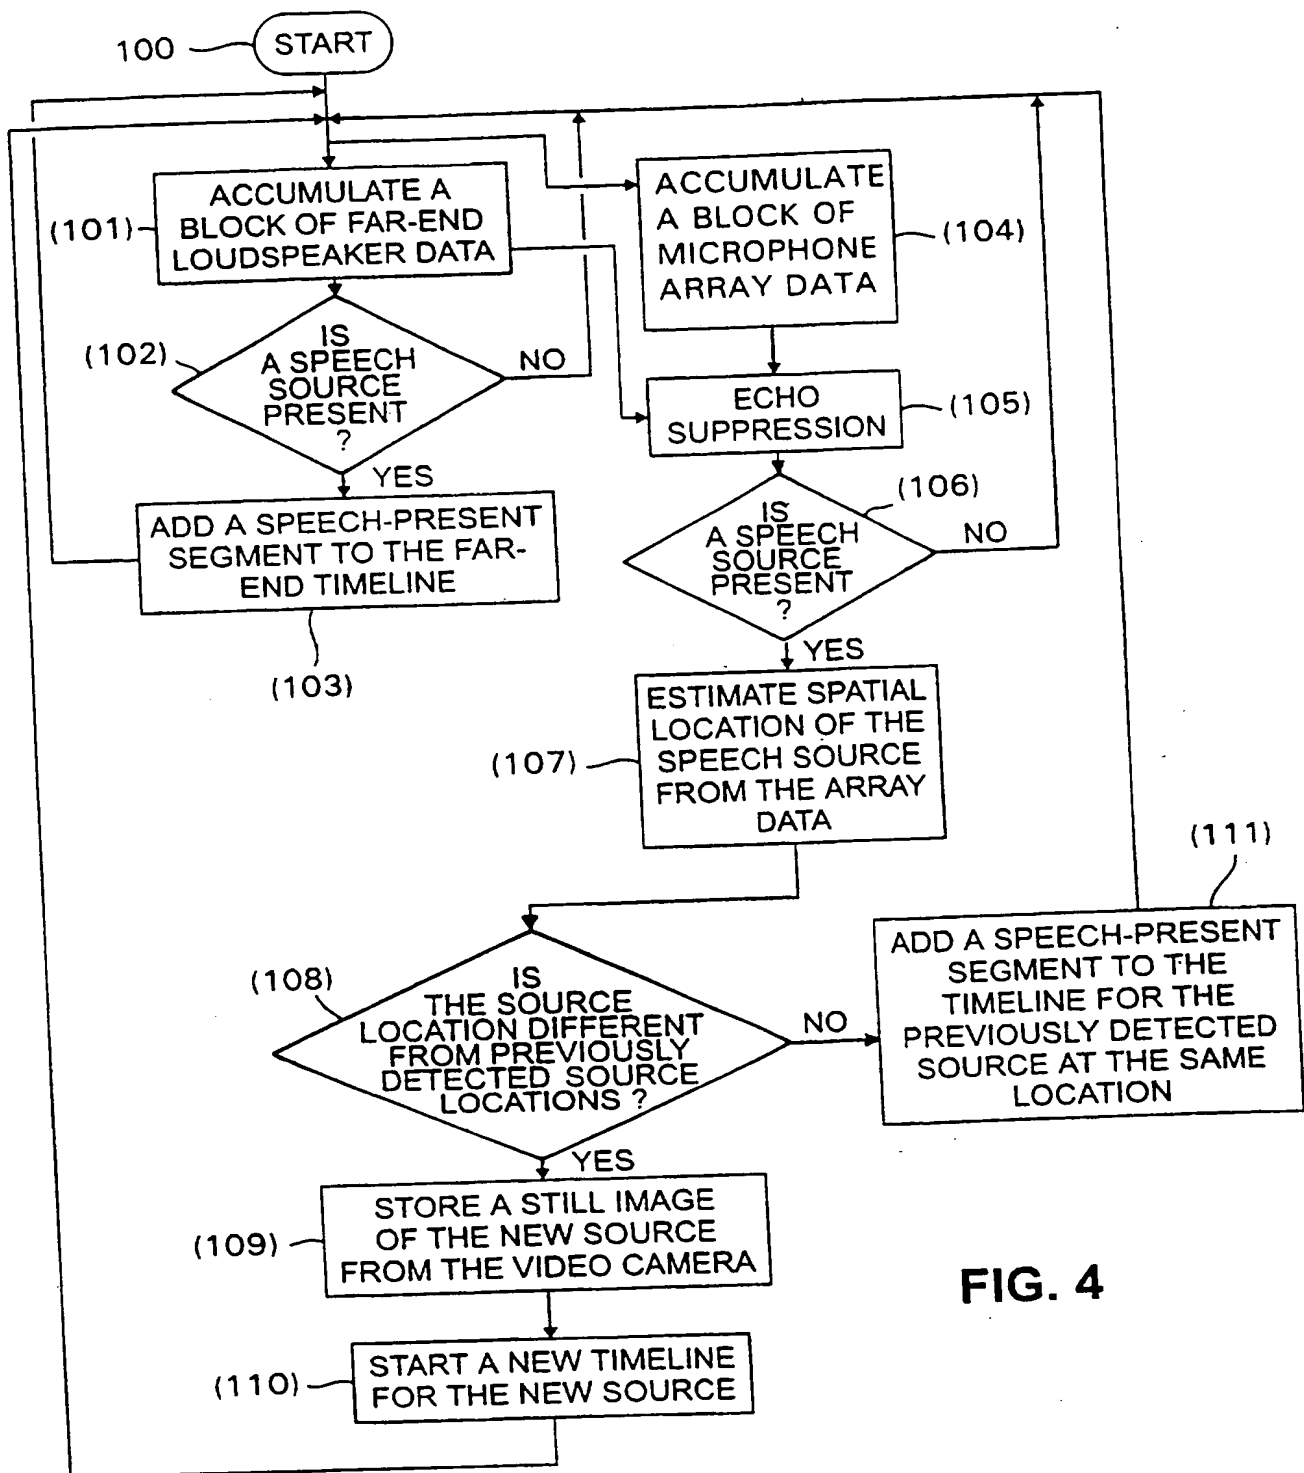 100
START
(101)
ACCUMULATE A
BLOCK OF FAR-END
LOUDSPEAKER DATA
ACCUMULATE
A BLOCK OF
MICROPHONE
ARRAY DATA
(104)
(102)
IS
A SPEECH
SOURCE
PRESENT
?
NO
YES
ECHO
SUPPRESSION
(105)
(106)
IS
A SPEECH
SOURCE
PRESENT
?
NO
YES
ADD A SPEECH-PRESENT
SEGMENT TO THE FAR-
END TIMELINE
(103)
(107)
ESTIMATE SPATIAL
LOCATION OF THE
SPEECH SOURCE
FROM THE ARRAY
DATA
(108)
IS
THE SOURCE
LOCATION DIFFERENT
FROM PREVIOUSLY
DETECTED SOURCE
LOCATIONS ?
NO
YES
(111)
ADD A SPEECH-PRESENT
SEGMENT TO THE
TIMELINE FOR THE
PREVIOUSLY DETECTED
SOURCE AT THE SAME
LOCATION
(109)
STORE A STILL IMAGE
OF THE NEW SOURCE
FROM THE VIDEO CAMERA
(110)
START A NEW TIMELINE
FOR THE NEW SOURCE
FIG. 4